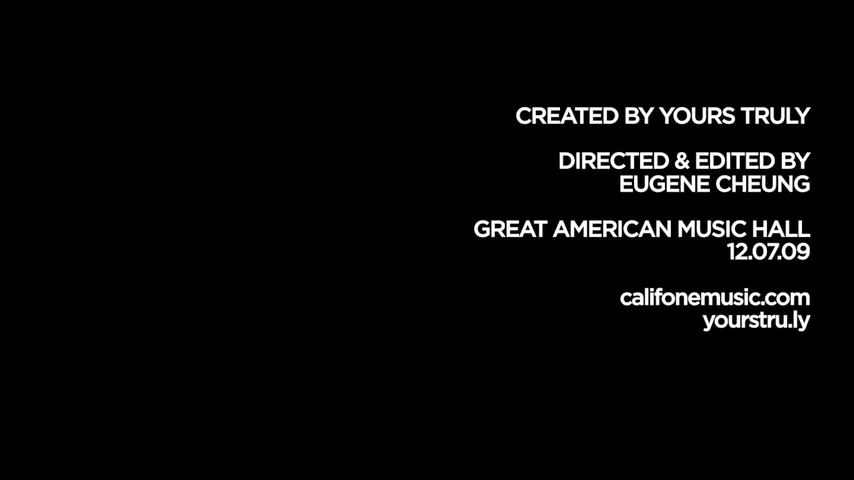 CREATED BY YOURS TRULY
DIRECTED & EDITED BY
EUGENE CHEUNG
GREAT AMERICAN MUSIC HALL
12.07.09
califonemusic.com
yourstru.ly